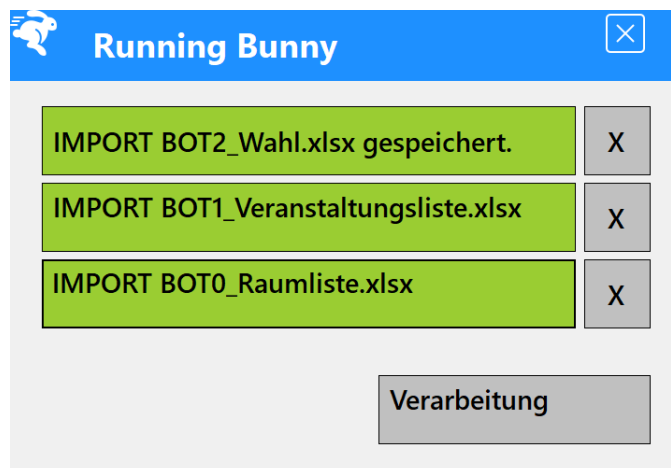 Running Bunny
IMPORT BOT2_Wahl.xlsx gespeichert.
X
IMPORT BOT1_Veranstaltungsliste.xlsx
X
IMPORT BOT0_Raumliste.xlsx
X
Verarbeitung